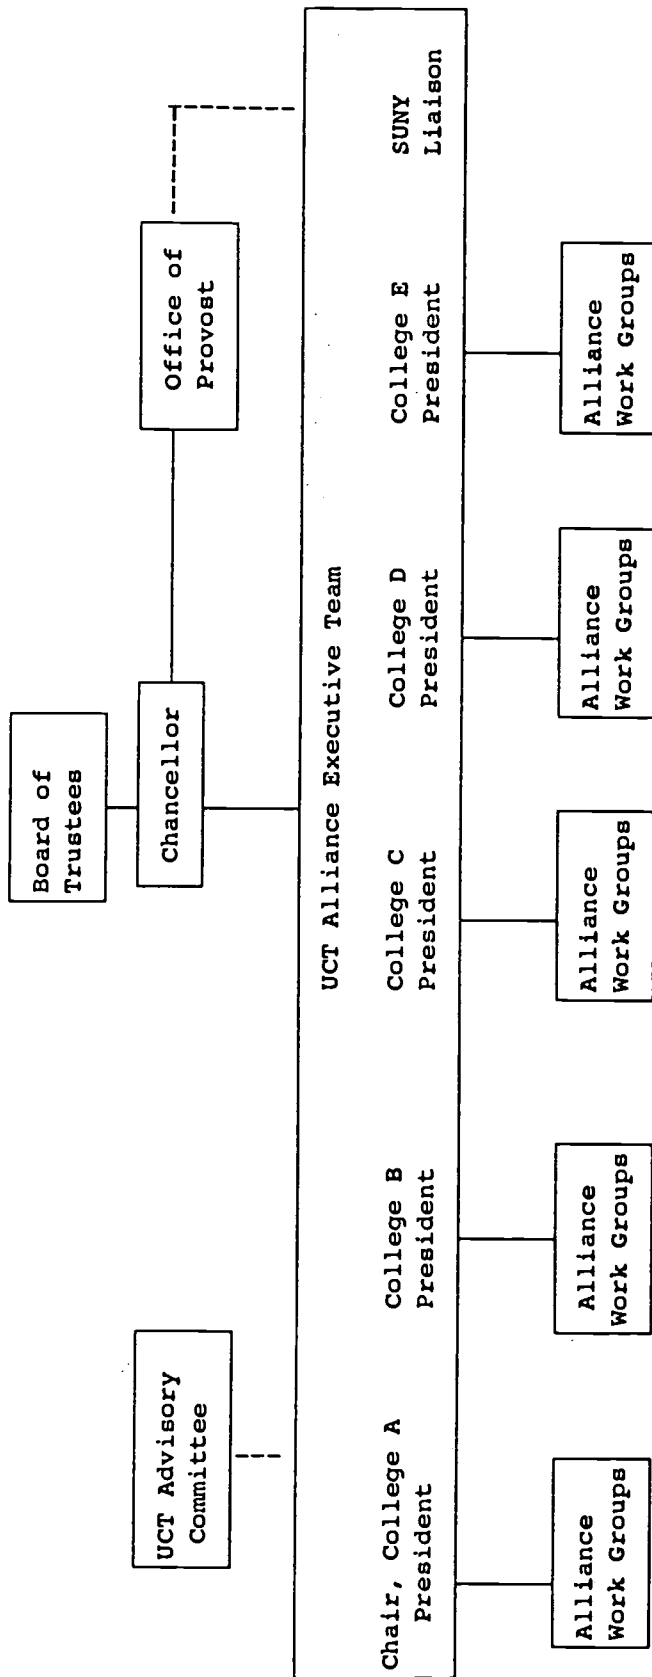 Board of
Trustees
Chancellor
Office of
Provost
UCT Advisory
Committee
UCT Alliance Executive Team
Chair, College A
President
College B
President
College C
President
College D
President
College E
President
SUNY
Liaison
Alliance
Work Groups
Alliance
Work Groups
Alliance
Work Groups
Alliance
Work Groups
Alliance
Work Groups